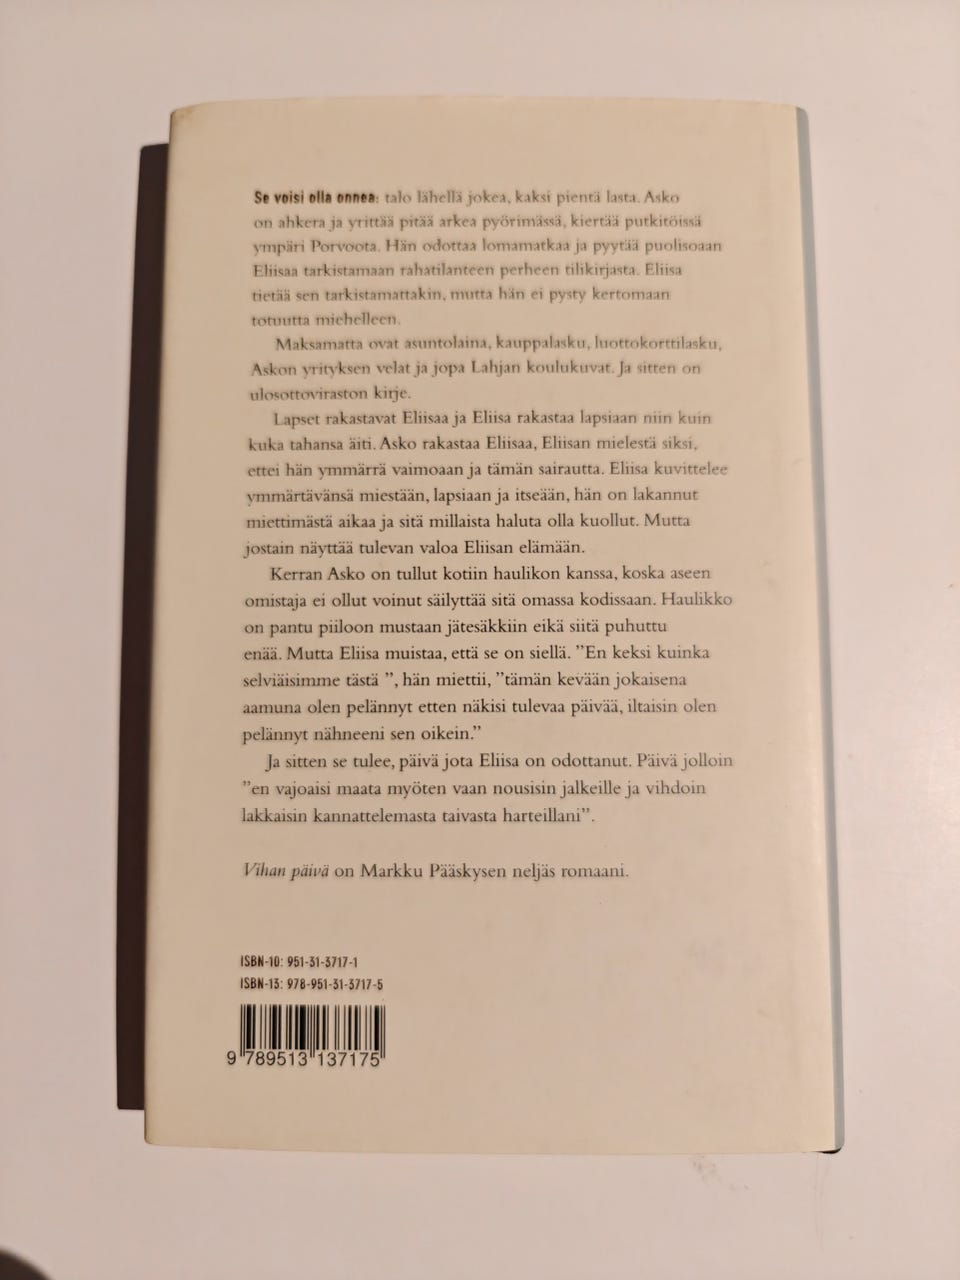 Se voisi olla onnea: talo lähellä jokea, kaksi pientä lasta. Asko
on ahkera ja yrittää pitää arkea pyörimässä, kiertää putkitöissä
ympäri Porvoota. Hän odottaa lomamatkaa ja pyytää puolisoaan
Eliisaa tarkistamaan rahatilanteen perheen tilikirjasta. Eliisa
tietää sen tarkistamattakin, mutta hän ei pysty kertomaan
totuutta miehelleen.
Maksamatta ovat asuntolaina, kauppalasku, luottokorttilasku,
Askon yrityksen velat ja jopa Lahjan koulukuvat. Ja sitten on
ulosottoviraston kirje.
Lapset rakastavat Eliisaa ja Eliisa rakastaa lapsiaan niin kuin
kuka tahansa äiti. Asko rakastaa Eliisaa, Eliisan mielestä siksi,
ettei hän ymmärrä vaimoaan ja tämän sairautta. Eliisa kuvittelee
ymmärtävänsä miestään, lapsiaan ja itseään, hän on lakannut
miettimästä aikaa ja sitä millaista haluta olla kuollut. Mutta
jostain näyttää tulevan valoa Eliisan elämään.
Kerran Asko on tullut kotiin haulikon kanssa, koska aseen
omistaja ei ollut voinut säilyttää sitä omassa kodissaan. Haulikko
on pantu piiloon mustaan jätesäkkiin eikä siitä puhuttu
enää. Mutta Eliisa muistaa, että se on siellä. ”En keksi kuinka
selviäisimme tästä ”, hän miettii, ”tämän kevään jokaisena
aamuna olen pelännyt etten näkisi tulevaa päivää, iltaisin olen
pelännyt nähneeni sen oikein.”
Ja sitten se tulee, päivä jota Eliisa on odottanut. Päivä jolloin
”en vajoaisi maata myöten vaan nousisin jalkeille ja vihdoin
lakkaisin kannattelemasta taivasta harteillani”.
Vihan päivä on Markku Pääskysen neljäs romaani.
ISBN-10: 951-31-3717-1
ISBN-13: 978-951-31-3717-5
9 789513 137175